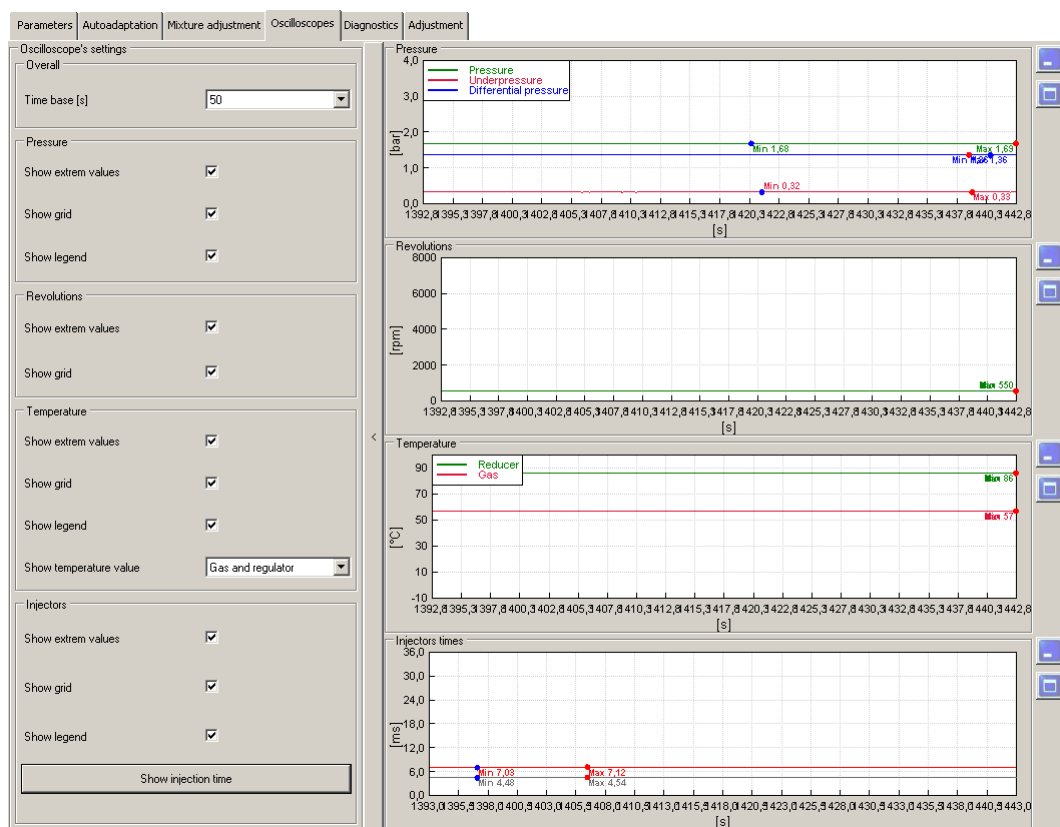 Parameters Autoadaptation Mixture adjustment Oscilloscopes Diagnostics Adjustment
Oscilloscope's settings
Overall
Time base [s] 50
Pressure
Show extrem values
Show grid
Show legend
Revolutions
Show extrem values
Show grid
Temperature
Show extrem values
Show grid
Show legend
Show temperature value Gas and regulator
Injectors
Show extrem values
Show grid
Show legend
Show injection time
<
Pressure
4,0
3,0
2,0
1,0
0,0
[bar]
Pressure
Underpressure
Differential pressure
Min 1,68
Max 1,69
1,36
Min 0,32
Max 0,33
[s]
Revolutions
8000
6000
4000
2000
0
[rpm]
550
[s]
Temperature
90
70
50
30
10
-10
[°C]
Reducer
Gas
86
57
[s]
Injectors times
36,0
30,0
24,0
18,0
12,0
6,0
0,0
[ms]
Min 7,03
Max 7,12
Min 4,48
Max 4,54
[s]